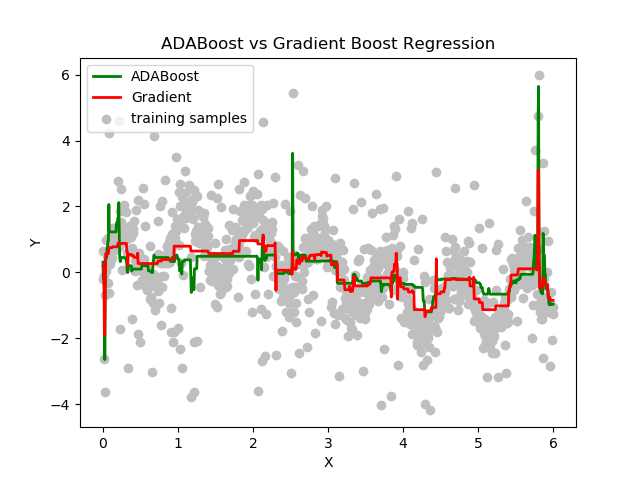 ADABoost vs Gradient Boost Regression
ADABoost
Gradient
training samples
6
4
2
0
−2
−4
Y
0 1 2 3 4 5 6
X